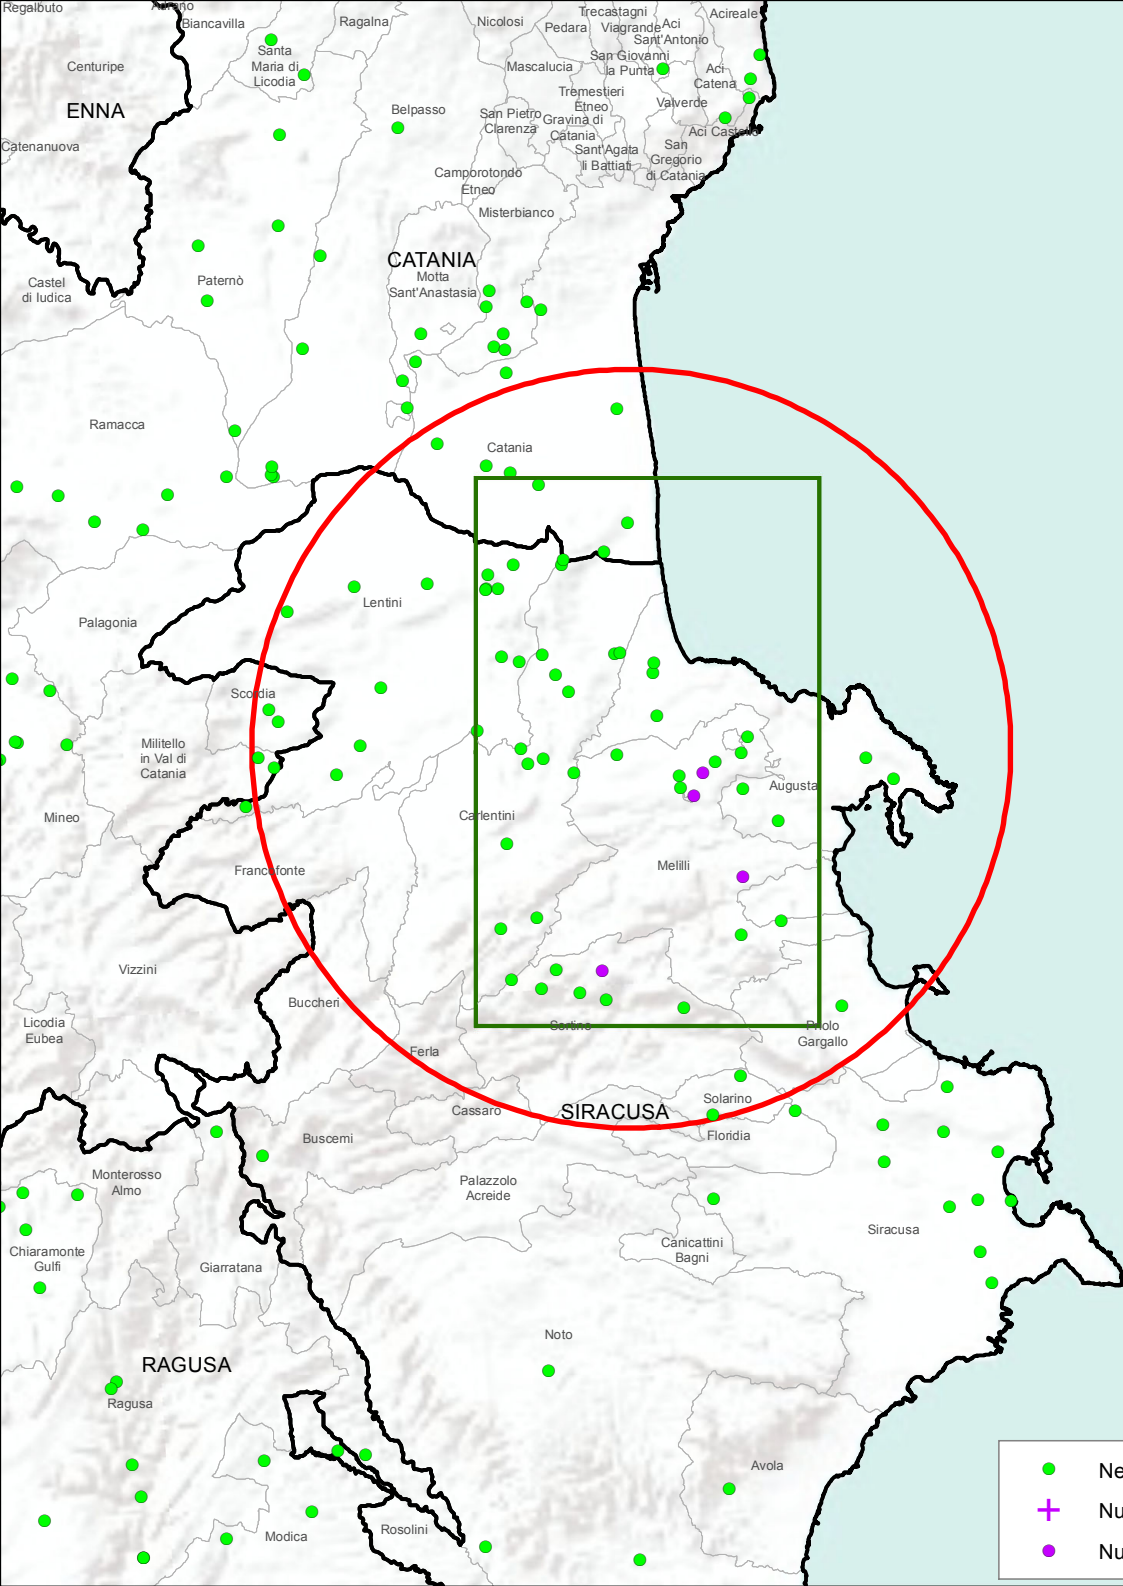 Regalbuto
Adrano
Biancavilla
Ragalna
Nicolosi
Trecastagni
Pedara
Viagrande
Aci
Sant'Antonio
Acireale
Centuripe
Santa
Maria di
Licodia
Mascalucia
San Giovanni
la Punta
Aci
Catena
ENNA
Belpasso
Tremestieri
Etneo
Valverde
San Pietro
Clarenza
Gravina di
Catania
Aci Castello
Catenanuova
Sant'Agata
li Battiati
San
Gregorio
di Catania
Camporotondo
Etneo
Misterbianco
CATANIA
Castel
di Iudica
Paternò
Motta
Sant'Anastasia
Ramacca
Catania
Lentini
Palagonia
Scordia
Militello
in Val di
Catania
Augusta
Mineo
Carlentini
Melilli
Francofonte
Vizzini
Buccheri
Licodia
Eubea
Sortino
Priolo
Gargallo
Ferla
Solarino
Cassaro
SIRACUSA
Buscemi
Floridia
Monterosso
Almo
Palazzolo
Acreide
Siracusa
Canicattini
Bagni
Chiaramonte
Gulfi
Giarratana
Noto
RAGUSA
Ragusa
Avola
Modica
Rosolini
Ne
Nu
Nu